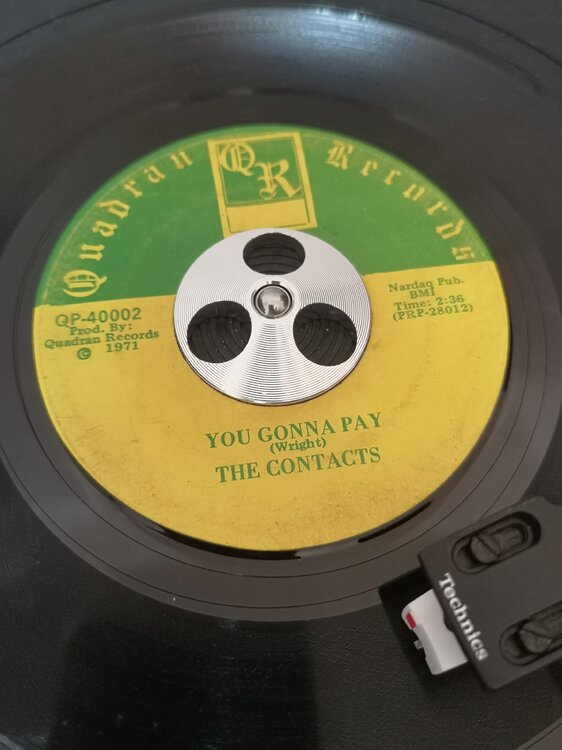 Quadran Records
QR
QP-40002
Prod. By:
Quadran Records
© 1971
Nardaq Pub.
BMI
Time: 2:36
(PRP-28012)
YOU GONNA PAY
(Wright)
THE CONTACTS
Technics